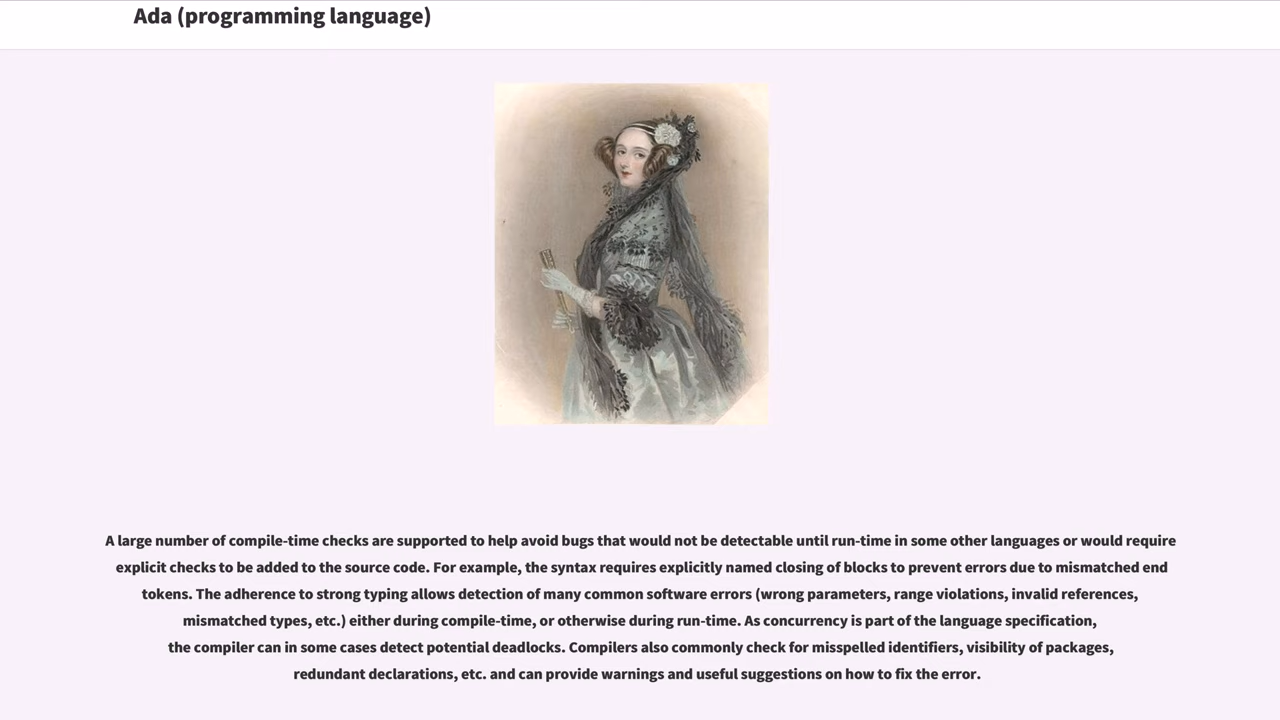 Ada (programming language)
A large number of compile-time checks are supported to help avoid bugs that would not be detectable until run-time in some other languages or would require
explicit checks to be added to the source code. For example, the syntax requires explicitly named closing of blocks to prevent errors due to mismatched end
tokens. The adherence to strong typing allows detection of many common software errors (wrong parameters, range violations, invalid references,
mismatched types, etc.) either during compile-time, or otherwise during run-time. As concurrency is part of the language specification,
the compiler can in some cases detect potential deadlocks. Compilers also commonly check for misspelled identifiers, visibility of packages,
redundant declarations, etc. and can provide warnings and useful suggestions on how to fix the error.